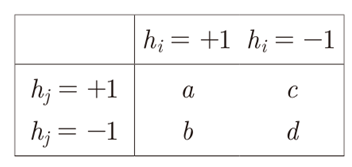 h_i = +1 h_i = −1
h_j = +1 a c
h_j = −1 b d